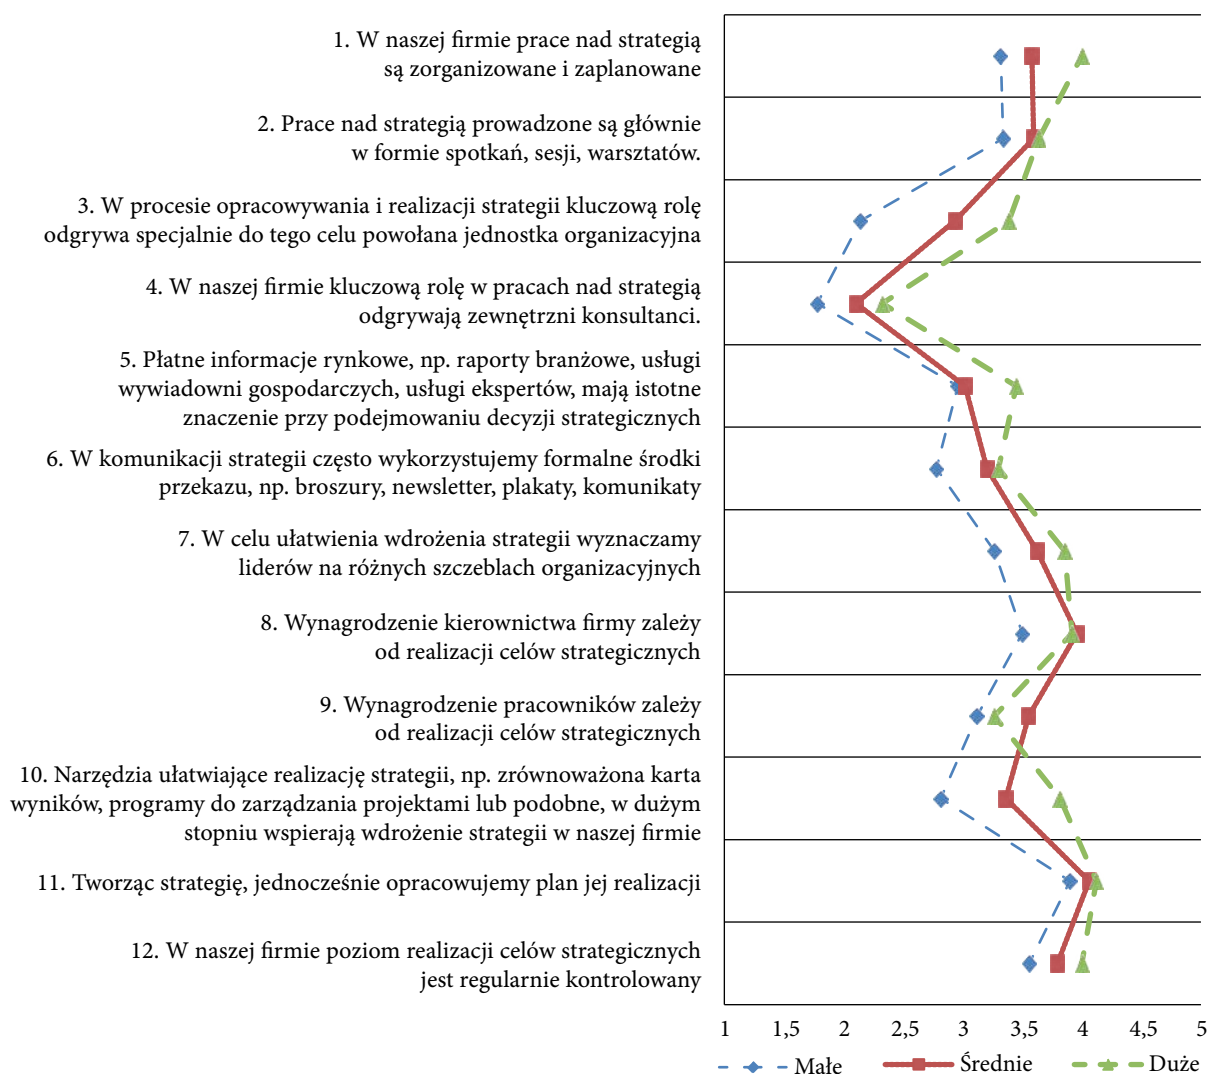 1. W naszej firmie prace nad strategią
są zorganizowane i zaplanowane
2. Prace nad strategią prowadzone są głównie
w formie spotkań, sesji, warsztatów.
3. W procesie opracowywania i realizacji strategii kluczową rolę
odgrywa specjalnie do tego celu powołana jednostka organizacyjna
4. W naszej firmie kluczową rolę w pracach nad strategią
odgrywają zewnętrzni konsultanci.
5. Płatne informacje rynkowe, np. raporty branżowe, usługi
wywiadowni gospodarczych, usługi ekspertów, mają istotne
znaczenie przy podejmowaniu decyzji strategicznych
6. W komunikacji strategii często wykorzystujemy formalne środki
przekazu, np. broszury, newsletter, plakaty, komunikaty
7. W celu ułatwienia wdrożenia strategii wyznaczamy
liderów na różnych szczeblach organizacyjnych
8. Wynagrodzenie kierownictwa firmy zależy
od realizacji celów strategicznych
9. Wynagrodzenie pracowników zależy
od realizacji celów strategicznych
10. Narzędzia ułatwiające realizację strategii, np. zrównoważona karta
wyników, programy do zarządzania projektami lub podobne, w dużym
stopniu wspierają wdrożenie strategii w naszej firmie
11. Tworząc strategię, jednocześnie opracowujemy plan jej realizacji
12. W naszej firmie poziom realizacji celów strategicznych
jest regularnie kontrolowany
1 1,5 2 2,5 3 3,5 4 4,5 5
Małe Średnie Duże